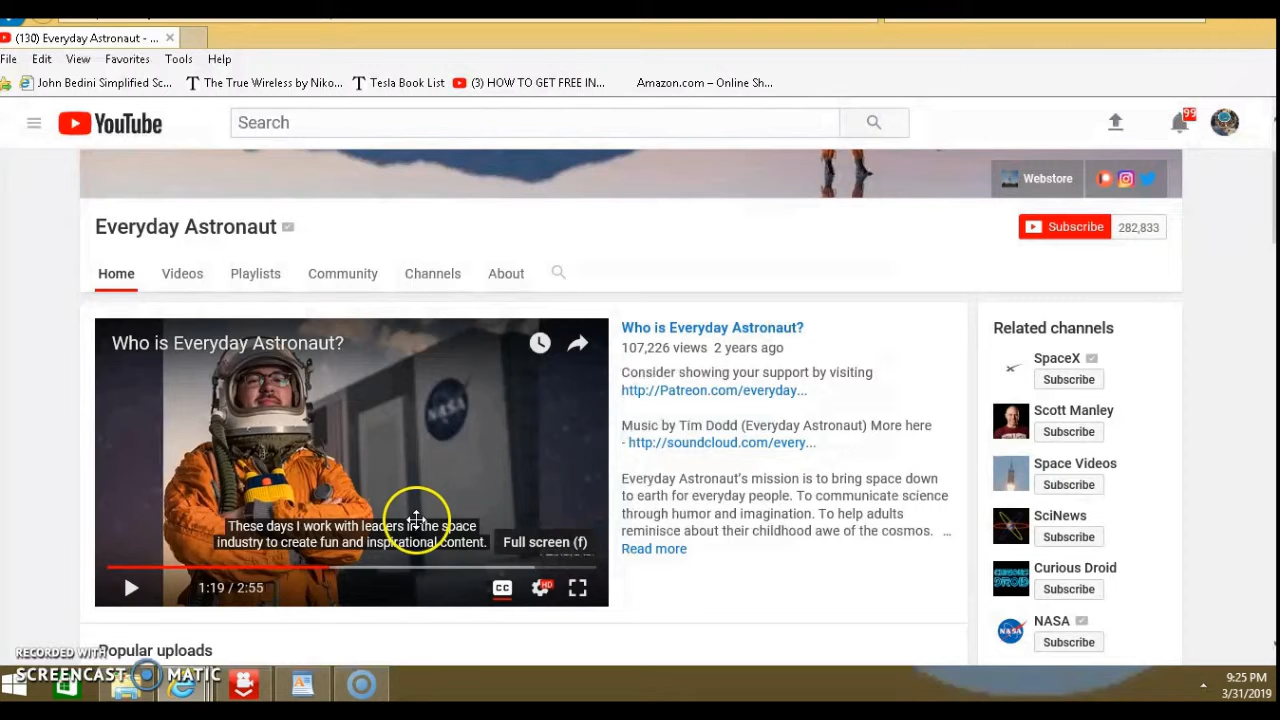 (130) Everyday Astronaut - ...
File Edit View Favorites Tools Help
John Bedini Simplified Sc... The True Wireless by Niko... Tesla Book List (3) HOW TO GET FREE IN... Amazon.com – Online Sh...
YouTube Search 99
Webstore
Everyday Astronaut Subscribe 282,833
Home Videos Playlists Community Channels About
Who is Everyday Astronaut?
NASA
These days I work with leaders in the space
industry to create fun and inspirational content.
Full screen (f)
1:19 / 2:55 CC HD
Who is Everyday Astronaut?
107,226 views 2 years ago
Consider showing your support by visiting
http://Patreon.com/everyday...
Music by Tim Dodd (Everyday Astronaut) More here
- http://soundcloud.com/every...
Everyday Astronaut's mission is to bring space down
to earth for everyday people. To communicate science
through humor and imagination. To help adults
reminisce about their childhood awe of the cosmos. ...
Read more
Related channels
SpaceX
Subscribe
Scott Manley
Subscribe
Space Videos
Subscribe
SciNews
Subscribe
CURIOUS DROID
Curious Droid
Subscribe
NASA
NASA
Subscribe
Popular uploads
RECORDED WITH
SCREENCAST MATIC
9:25 PM
3/31/2019